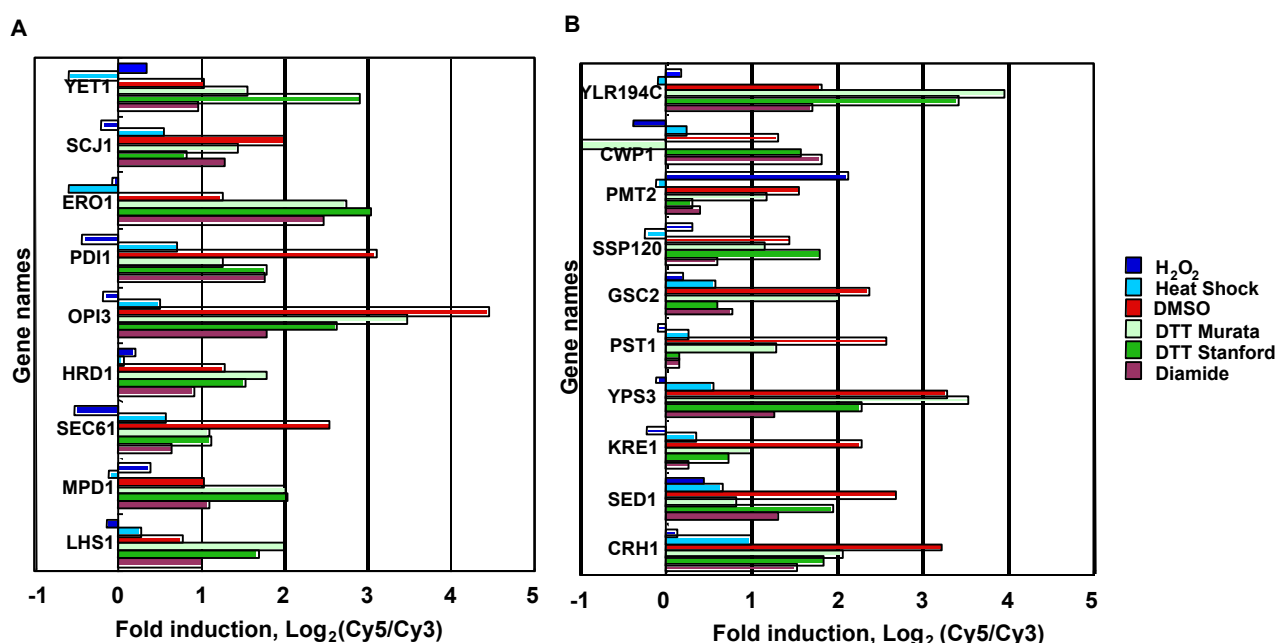 A
YET1
SCJ1
ERO1
PDI1
OPI3
HRD1
SEC61
MPD1
LHS1
Gene names
-1 0 1 2 3 4 5
Fold induction, Log₂(Cy5/Cy3)
B
YLR194C
CWP1
PMT2
SSP120
GSC2
PST1
YPS3
KRE1
SED1
CRH1
Gene names
-1 0 1 2 3 4 5
Fold induction, Log₂ (Cy5/Cy3)
H₂O₂
Heat Shock
DMSO
DTT Murata
DTT Stanford
Diamide